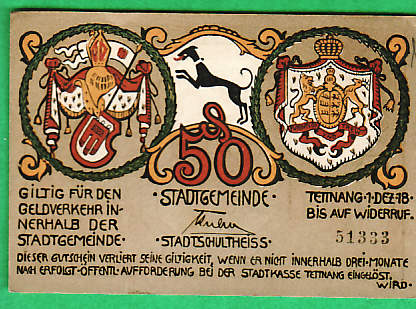 50
GILTIG FÜR DEN
GELDVERKEHR IN-
NERHALB DER
STADTGEMEINDE·
·STADTGEMEINDE·
·STADTSCHULTHEISS·
TETTNANG·1·DEZ·18·
BIS AUF WIDERRUF·
51333
DIESER GUTSCHEIN VERLIERT SEINE GILTIGKEIT, WENN ER NICHT INNERHALB DREI·MONATE
NACH ERFOLGT·ÖFFENTL·AUFFORDERUNG BEI DER STADTKASSE TETTNANG EINGELÖST·
WIRD·